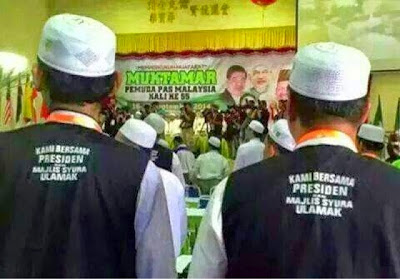 MUKTAMAR
PEMUDA PAS MALAYSIA
KALI KE 55
2014
KAMI BERSAMA
PRESIDEN
MAJLIS SYURA
ULAMAK
KAMI BERSAMA
PRESIDEN
MAJLIS SYURA
ULAMAK